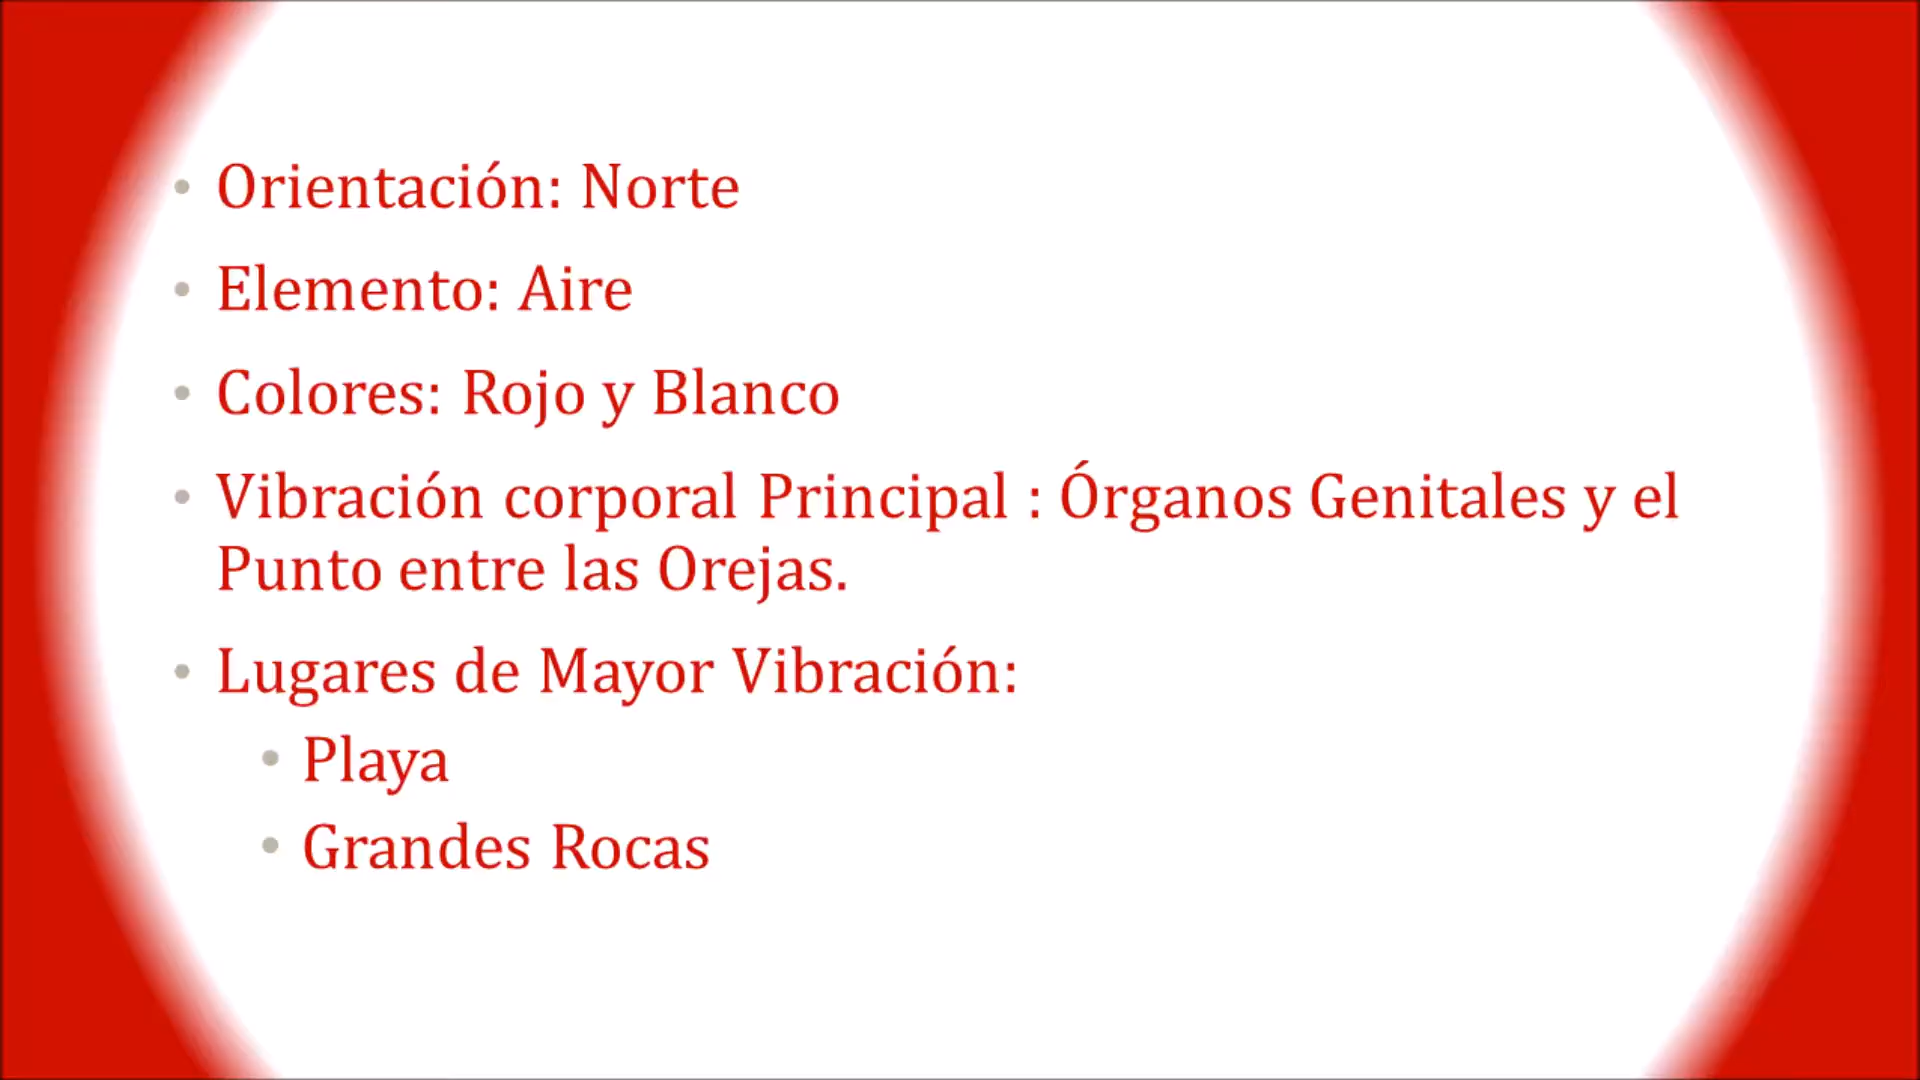 • Orientación: Norte
• Elemento: Aire
• Colores: Rojo y Blanco
• Vibración corporal Principal : Órganos Genitales y el
Punto entre las Orejas.
• Lugares de Mayor Vibración:
• Playa
• Grandes Rocas